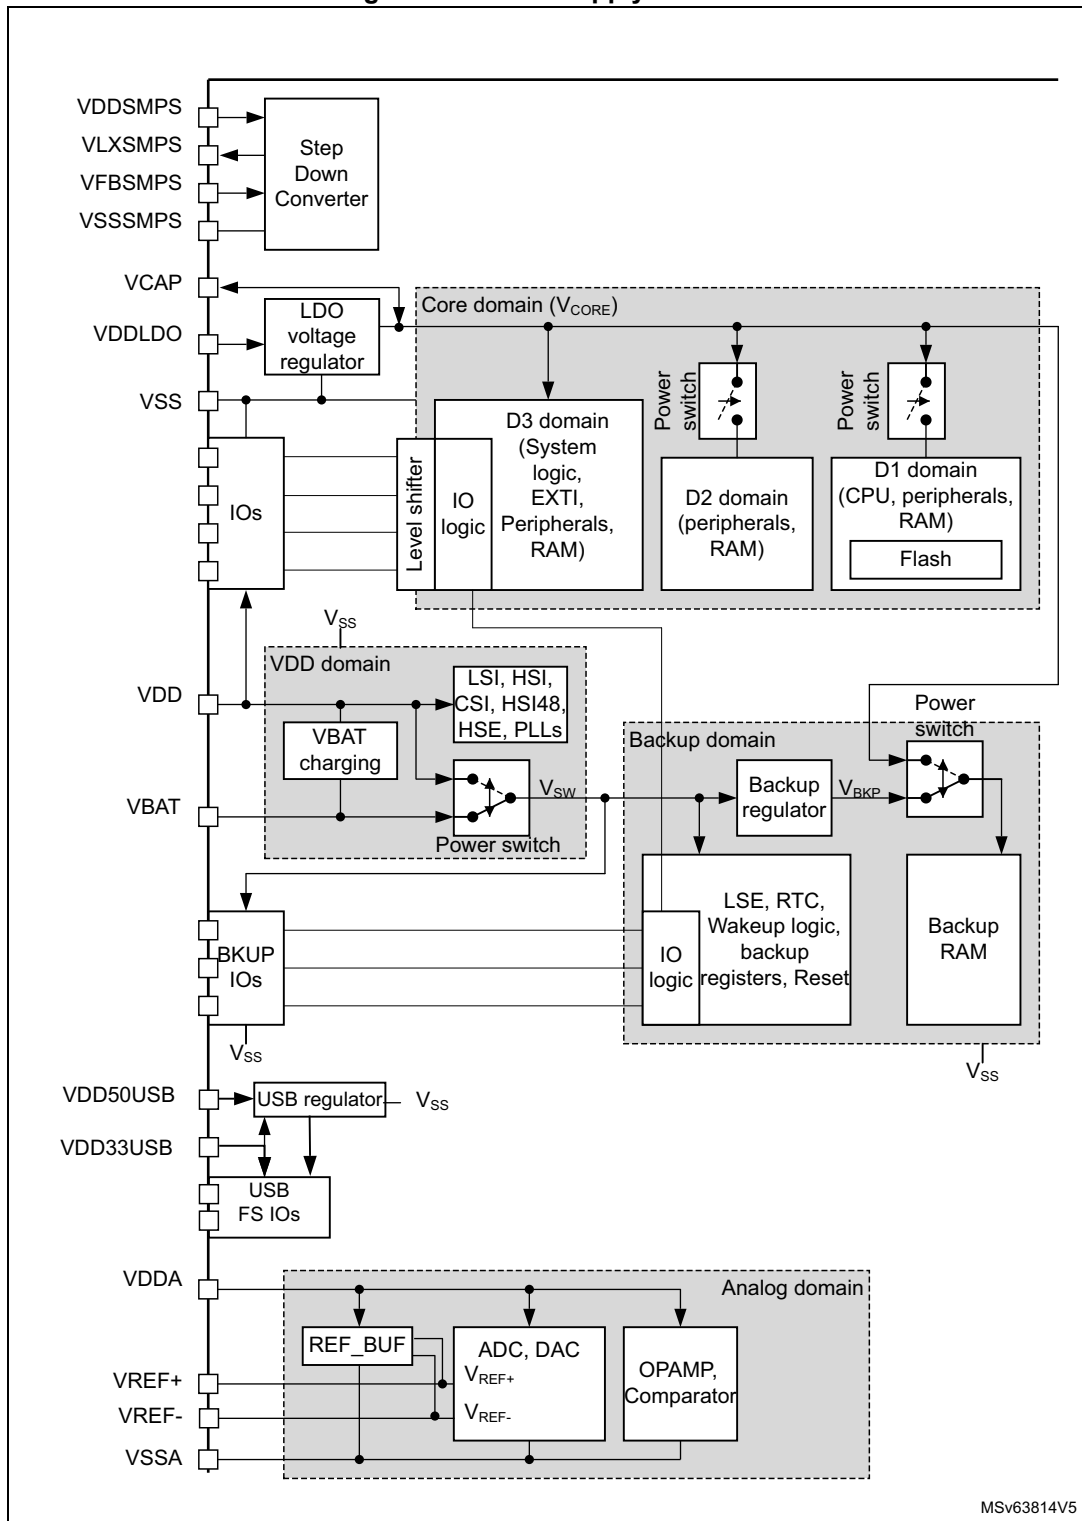 VDDSMPS
VLXSMPS
VFBSMPS
VSSSMPS
Step
Down
Converter
VCAP
VDDLDO
VSS
LDO
voltage
regulator
Core domain (VCORE)
Power
switch
Power
switch
D3 domain
(System
logic,
EXTI,
Peripherals,
RAM)
D2 domain
(peripherals,
RAM)
D1 domain
(CPU, peripherals,
RAM)
Flash
IOs
Level shifter
IO
logic
VSS
VDD domain
VDD
LSI, HSI,
CSI, HSI48,
HSE, PLLs
VBAT
charging
VBAT
Power switch
VSW
Backup domain
Power
switch
Backup
regulator
VBKP
LSE, RTC,
Wakeup logic,
backup
registers, Reset
IO
logic
Backup
RAM
BKUP
IOs
VSS
VSS
VDD50USB
USB regulator
VSS
VDD33USB
USB
FS IOs
VDDA
Analog domain
REF_BUF
ADC, DAC
VREF+
VREF-
OPAMP,
Comparator
VREF+
VREF-
VSSA
MSv63814V5